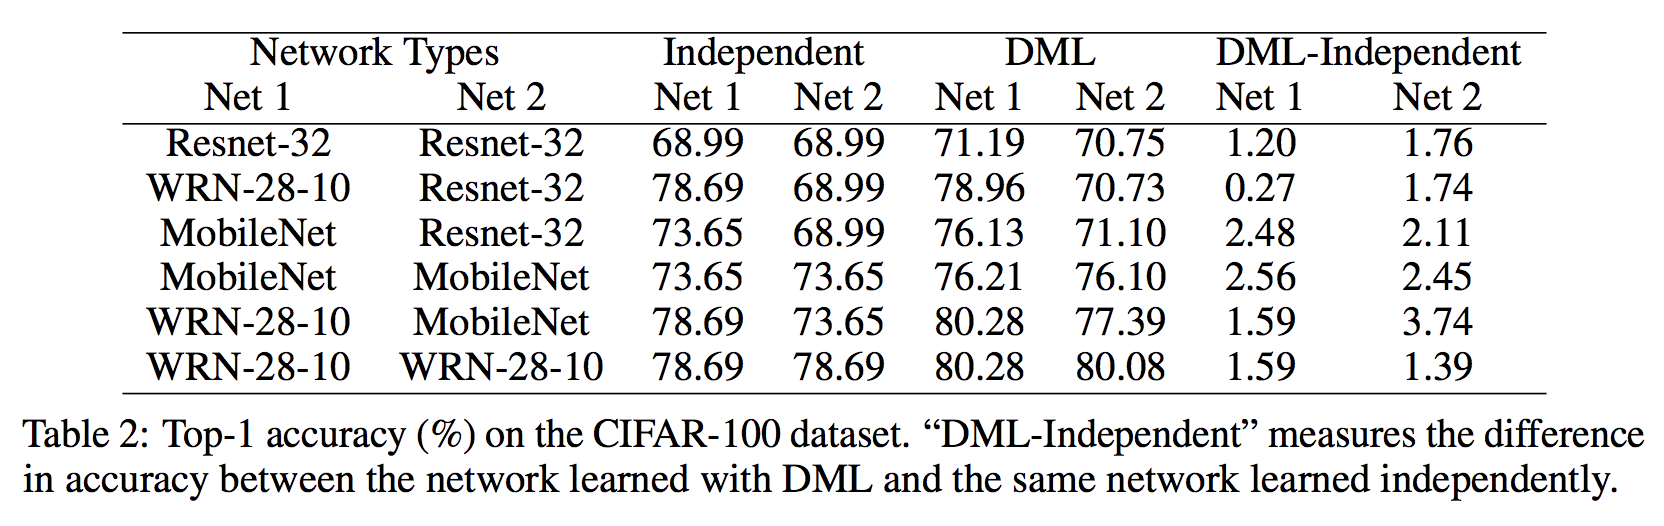 Network Types Independent DML DML-Independent
Net 1 Net 2 Net 1 Net 2 Net 1 Net 2 Net 1 Net 2
Resnet-32 Resnet-32 68.99 68.99 71.19 70.75 1.20 1.76
WRN-28-10 Resnet-32 78.69 68.99 78.96 70.73 0.27 1.74
MobileNet Resnet-32 73.65 68.99 76.13 71.10 2.48 2.11
MobileNet MobileNet 73.65 73.65 76.21 76.10 2.56 2.45
WRN-28-10 MobileNet 78.69 73.65 80.28 77.39 1.59 3.74
WRN-28-10 WRN-28-10 78.69 78.69 80.28 80.08 1.59 1.39
Table 2: Top-1 accuracy (%) on the CIFAR-100 dataset. “DML-Independent” measures the difference
in accuracy between the network learned with DML and the same network learned independently.